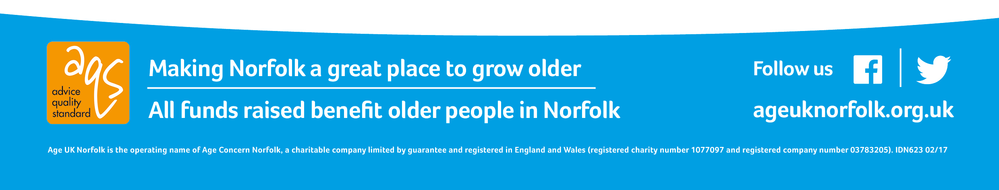 aqs
advice
quality
standard
Making Norfolk a great place to grow older
All funds raised benefit older people in Norfolk
Follow us
ageuknorfolk.org.uk
Age UK Norfolk is the operating name of Age Concern Norfolk, a charitable company limited by guarantee and registered in England and Wales (registered charity number 1077097 and registered company number 03783205). IDN623 02/17